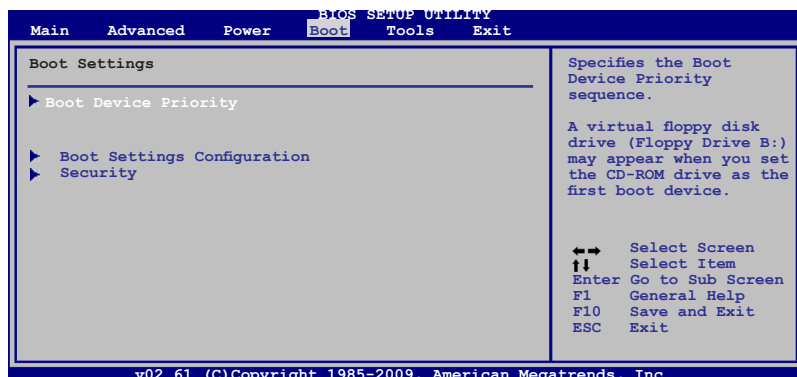 BIOS SETUP UTILITY
Main Advanced Power Boot Tools Exit
Boot Settings
Boot Device Priority
Boot Settings Configuration
Security
Specifies the Boot
Device Priority
sequence.
A virtual floppy disk
drive (Floppy Drive B:)
may appear when you set
the CD-ROM drive as the
first boot device.
←→ Select Screen
↑↓ Select Item
Enter Go to Sub Screen
F1 General Help
F10 Save and Exit
ESC Exit
v02.61 (C)Copyright 1985-2009, American Megatrends, Inc.